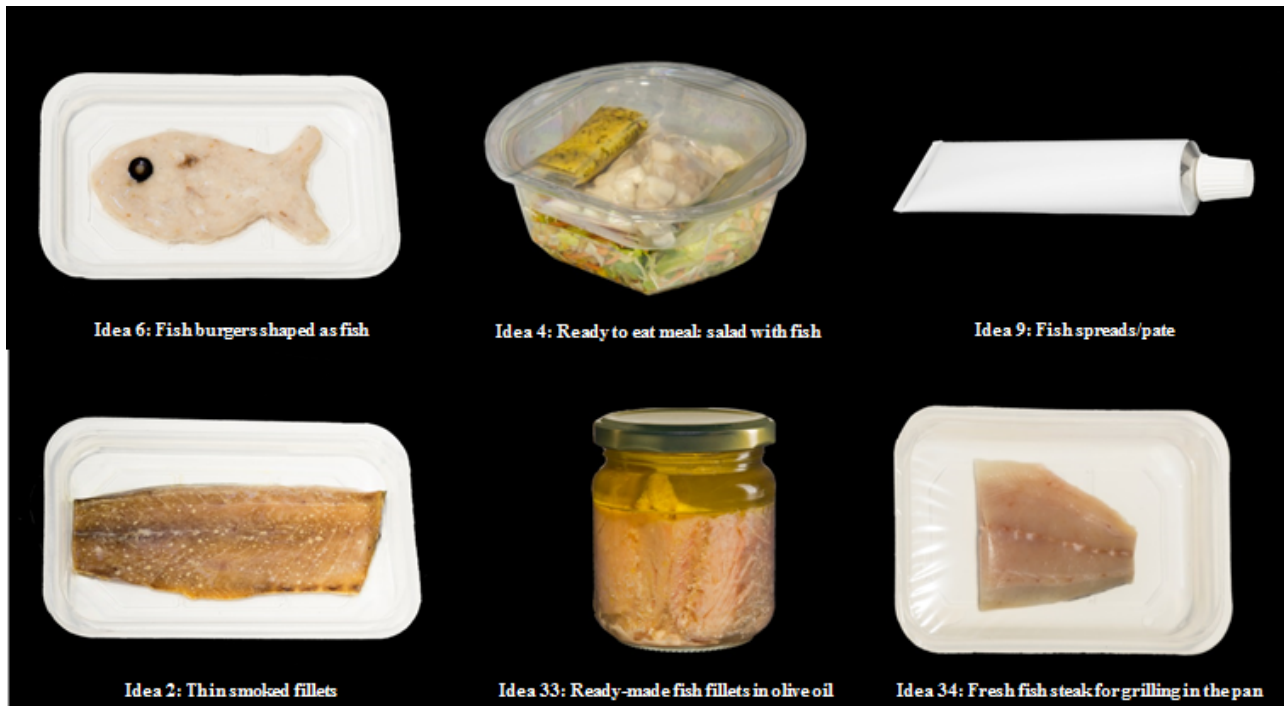 Idea 6: Fish burgers shaped as fish
Idea 4: Ready to eat meal: salad with fish
Idea 9: Fish spreads/pate
Idea 2: Thin smoked fillets
Idea 33: Ready-made fish fillets in olive oil
Idea 34: Fresh fish steak for grilling in the pan